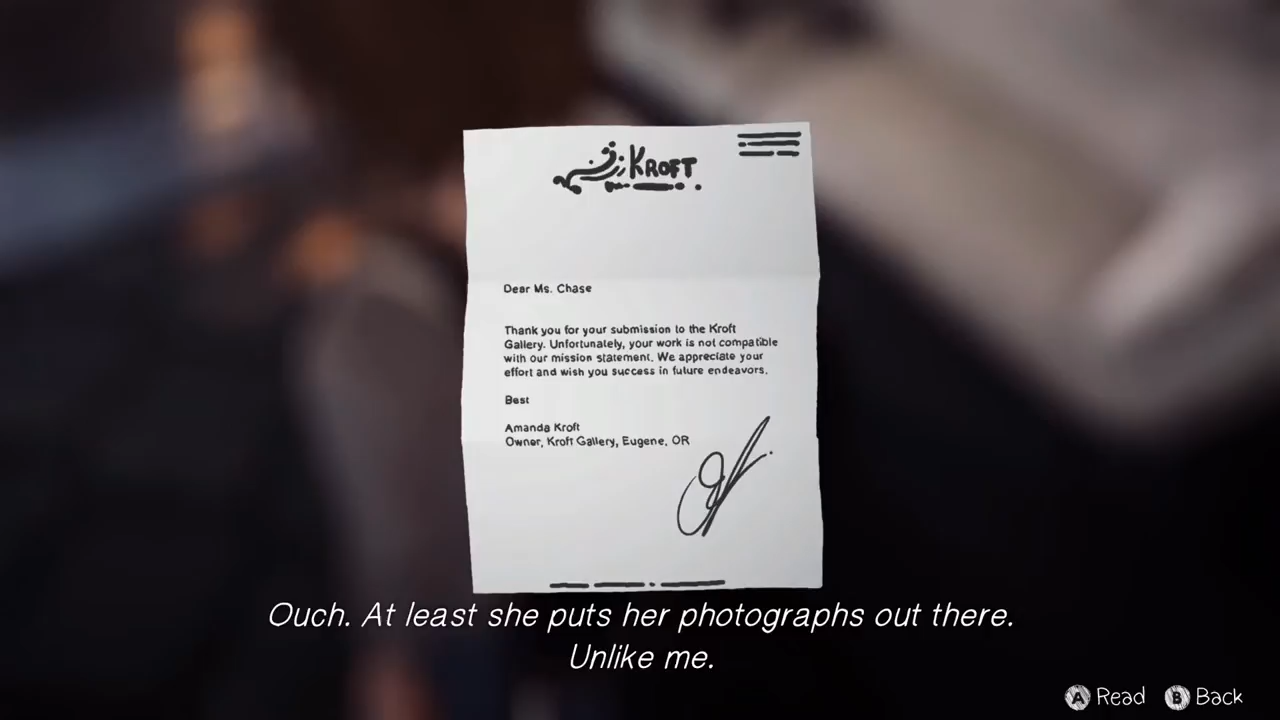 KROFT
Dear Ms. Chase
Thank you for your submission to the Kroft
Gallery. Unfortunately, your work is not compatible
with our mission statement. We appreciate your
effort and wish you success in future endeavors.
Best
Amanda Kroft
Owner, Kroft Gallery, Eugene, OR
Ouch. At least she puts her photographs out there.
Unlike me.
A Read B Back